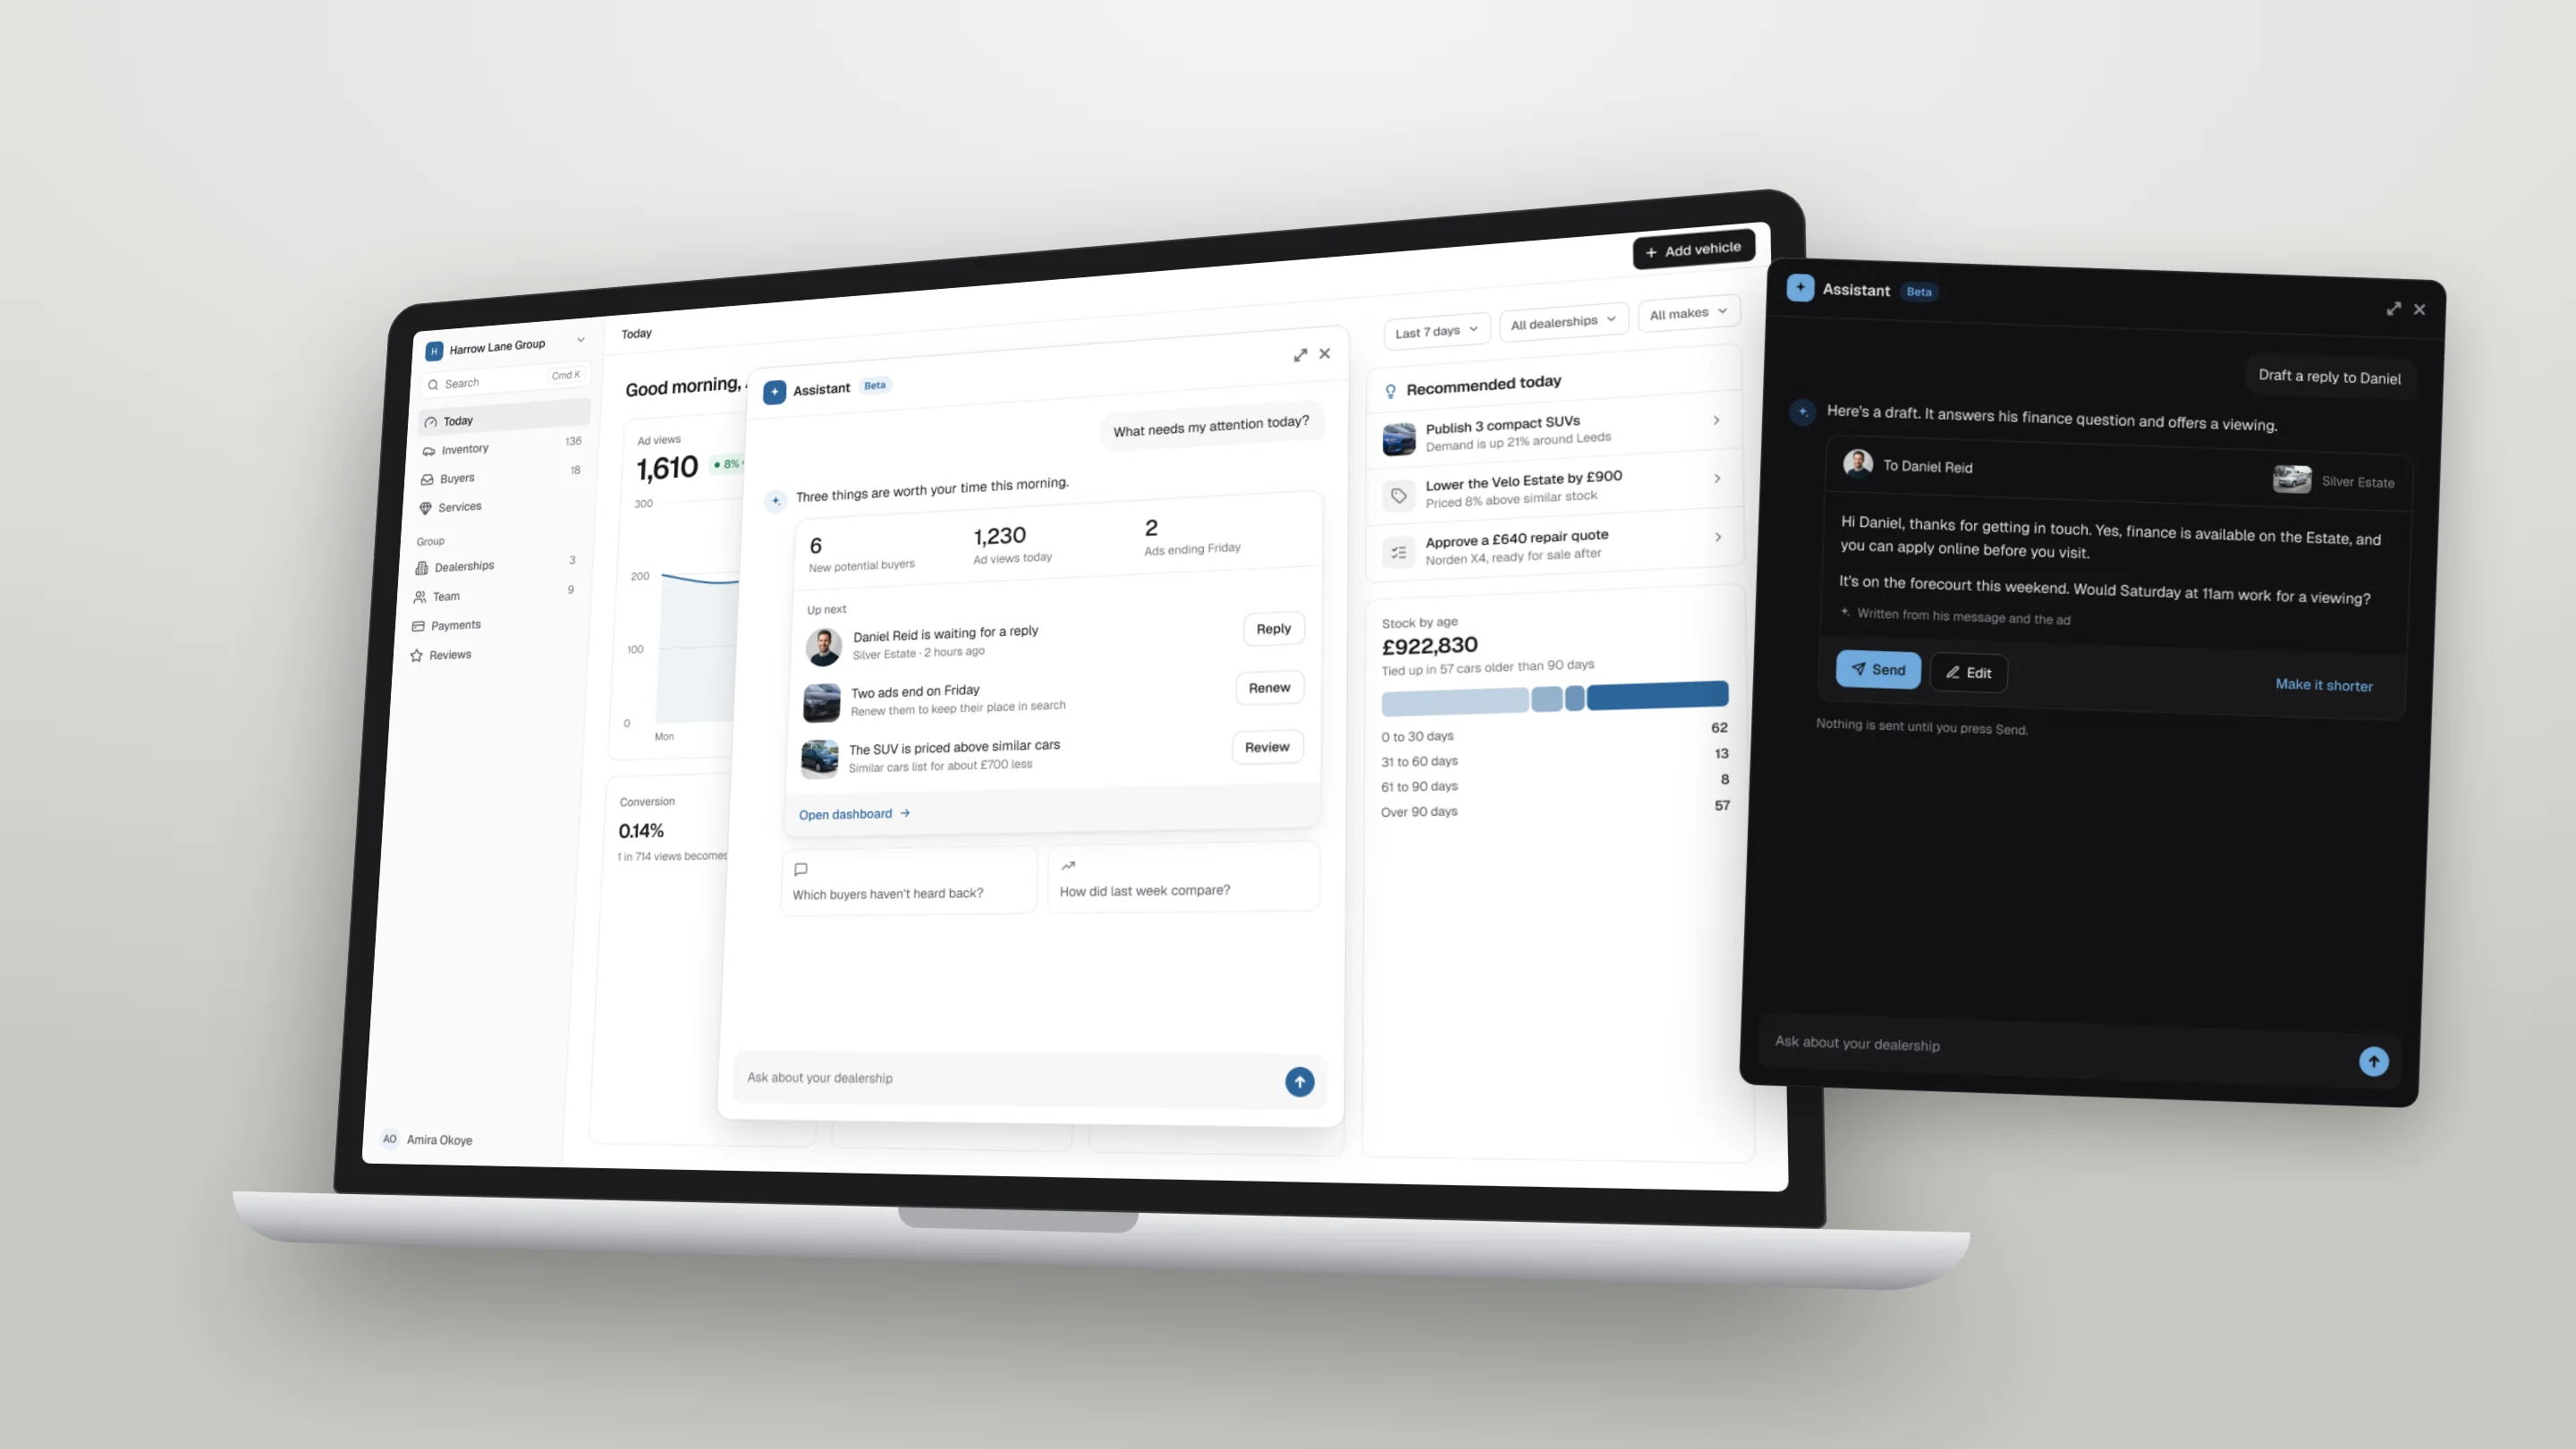 H
Harrow Lane Group
Search
Cmd K
Today
Inventory
136
Buyers
18
Services
Group
Dealerships
3
Team
9
Payments
Reviews
AO
Amira Okoye
Today
Add vehicle
Good morning,
Last 7 days
All dealerships
All makes
Ad views
1,610
8%
300
200
100
0
Mon
Conversion
0.14%
1 in 714 views becomes
Assistant
Beta
What needs my attention today?
Three things are worth your time this morning.
6
New potential buyers
1,230
Ad views today
2
Ads ending Friday
Up next
Daniel Reid is waiting for a reply
Silver Estate · 2 hours ago
Reply
Two ads end on Friday
Renew them to keep their place in search
Renew
The SUV is priced above similar cars
Similar cars list for about £700 less
Review
Open dashboard
Which buyers haven't heard back?
How did last week compare?
Ask about your dealership
Recommended today
Publish 3 compact SUVs
Demand is up 21% around Leeds
Lower the Velo Estate by £900
Priced 8% above similar stock
Approve a £640 repair quote
Norden X4, ready for sale after
Stock by age
£922,830
Tied up in 57 cars older than 90 days
0 to 30 days
62
31 to 60 days
13
61 to 90 days
8
Over 90 days
57
Assistant
Beta
Draft a reply to Daniel
Here's a draft. It answers his finance question and offers a viewing.
To Daniel Reid
Silver Estate
Hi Daniel, thanks for getting in touch. Yes, finance is available on the Estate, and
you can apply online before you visit.
It's on the forecourt this weekend. Would Saturday at 11am work for a viewing?
Written from his message and the ad
Send
Edit
Make it shorter
Nothing is sent until you press Send.
Ask about your dealership